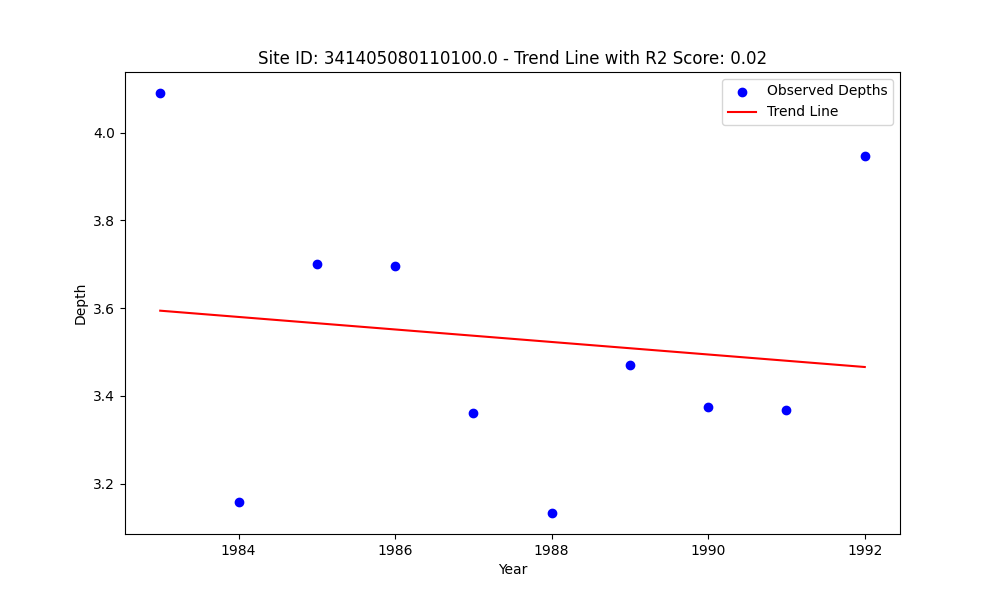 Site ID: 341405080110100.0 - Trend Line with R2 Score: 0.02
Observed Depths
Trend Line
4.0
3.8
3.6
3.4
3.2
Depth
1984
1986
1988
1990
1992
Year